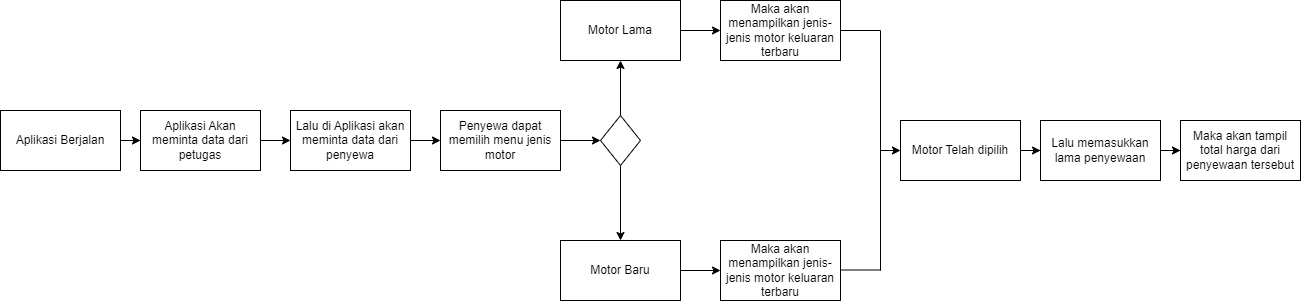 Aplikasi Berjalan
Aplikasi Akan
meminta data dari
petugas
Lalu di Aplikasi akan
meminta data dari
penyewa
Penyewa dapat
memilih menu jenis
motor
Motor Lama
Maka akan
menampilkan jenis-
jenis motor keluaran
terbaru
Motor Baru
Maka akan
menampilkan jenis-
jenis motor keluaran
terbaru
Motor Telah dipilih
Lalu memasukkan
lama penyewaan
Maka akan tampil
total harga dari
penyewaan tersebut